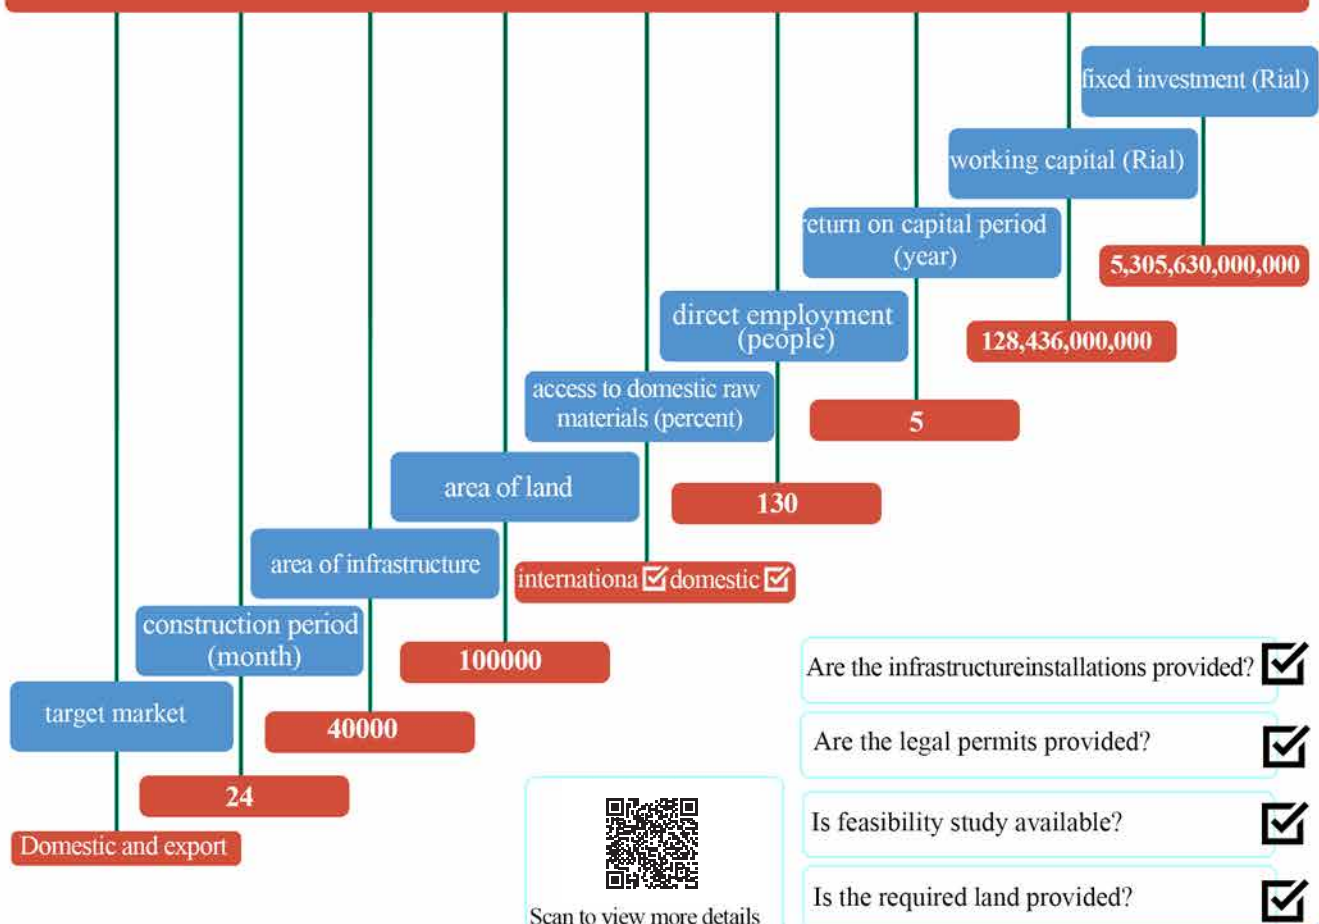 fixed investment (Rial)
5,305,630,000,000
working capital (Rial)
128,436,000,000
return on capital period
(year)
5
direct employment
(people)
130
access to domestic raw
materials (percent)
internationa domestic
area of land
100000
area of infrastructure
40000
construction period
(month)
24
target market
Domestic and export
Are the infrastructureinstallations provided?
Are the legal permits provided?
Is feasibility study available?
Is the required land provided?
Scan to view more details